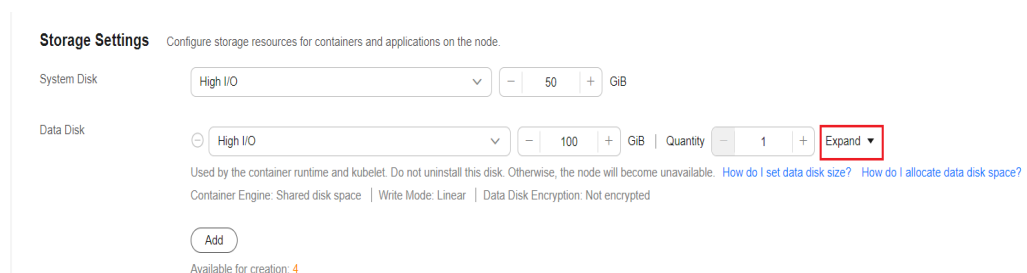 Storage Settings Configure storage resources for containers and applications on the node.
System Disk High I/O − 50 + GiB
Data Disk High I/O − 100 + GiB | Quantity − 1 + Expand ▼
Used by the container runtime and kubelet. Do not uninstall this disk. Otherwise, the node will become unavailable. How do I set data disk size? How do I allocate data disk space?
Container Engine: Shared disk space | Write Mode: Linear | Data Disk Encryption: Not encrypted
Add
Available for creation: 4